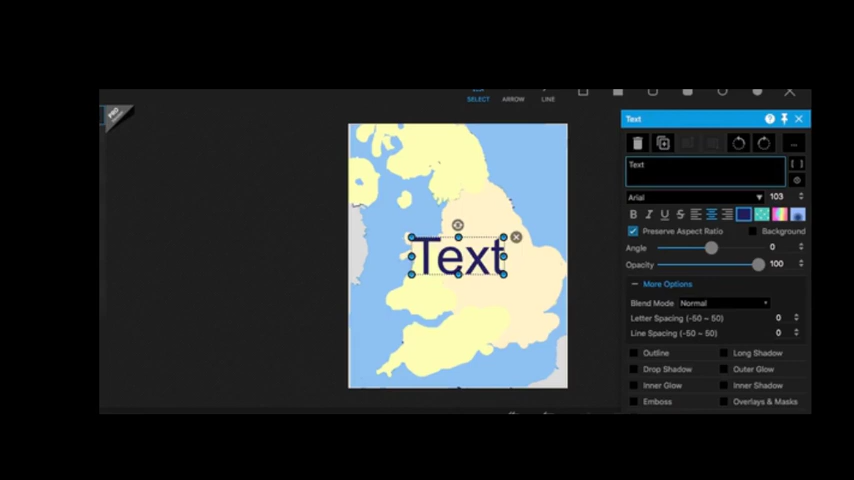 SELECT ARROW LINE
PRO
Text
Text
Text
Arial 103
B I U S
Preserve Aspect Ratio Background
Angle 0
Opacity 100
More Options
Blend Mode Normal
Letter Spacing (-50 ~ 50) 0
Line Spacing (-50 ~ 50) 0
Outline Long Shadow
Drop Shadow Outer Glow
Inner Glow Inner Shadow
Emboss Overlays & Masks